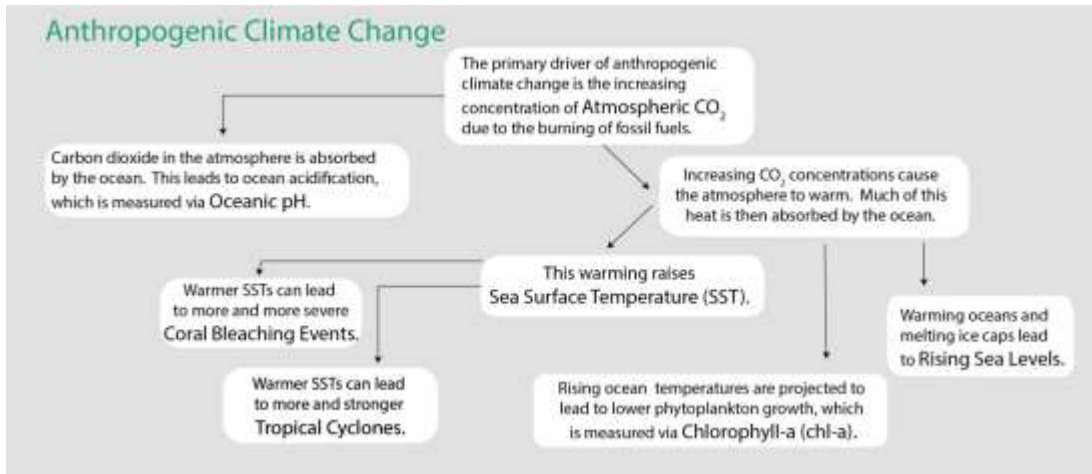 Anthropogenic Climate Change
The primary driver of anthropogenic
climate change is the increasing
concentration of Atmospheric CO₂
due to the burning of fossil fuels.
Carbon dioxide in the atmosphere is absorbed
by the ocean. This leads to ocean acidification,
which is measured via Oceanic pH.
Increasing CO₂ concentrations cause
the atmosphere to warm. Much of this
heat is then absorbed by the ocean.
This warming raises
Sea Surface Temperature (SST).
Warmer SSTs can lead
to more and more severe
Coral Bleaching Events.
Warming oceans and
melting ice caps lead
to Rising Sea Levels.
Warmer SSTs can lead
to more and stronger
Tropical Cyclones.
Rising ocean temperatures are projected to
lead to lower phytoplankton growth, which
is measured via Chlorophyll-a (chl-a).